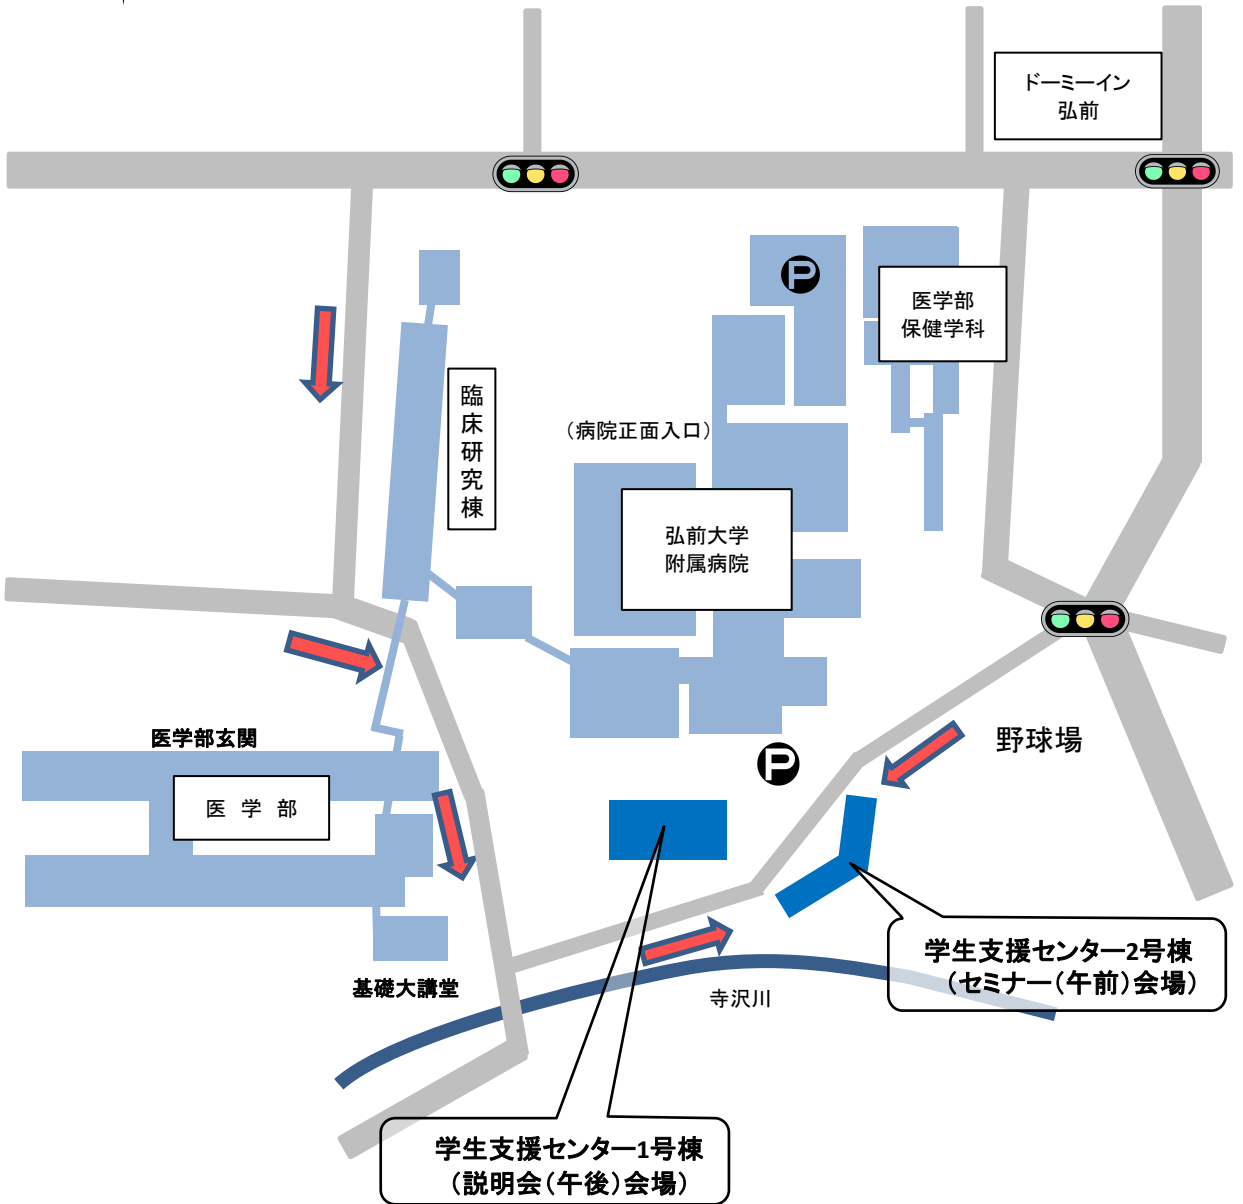 ドーミーイン
弘前
P
医学部
保健学科
臨床研究棟
（病院正面入口）
弘前大学
附属病院
医学部玄関
野球場
P
医 学 部
学生支援センター2号棟
（セミナー（午前）会場）
基礎大講堂
寺沢川
学生支援センター1号棟
（説明会（午後）会場）